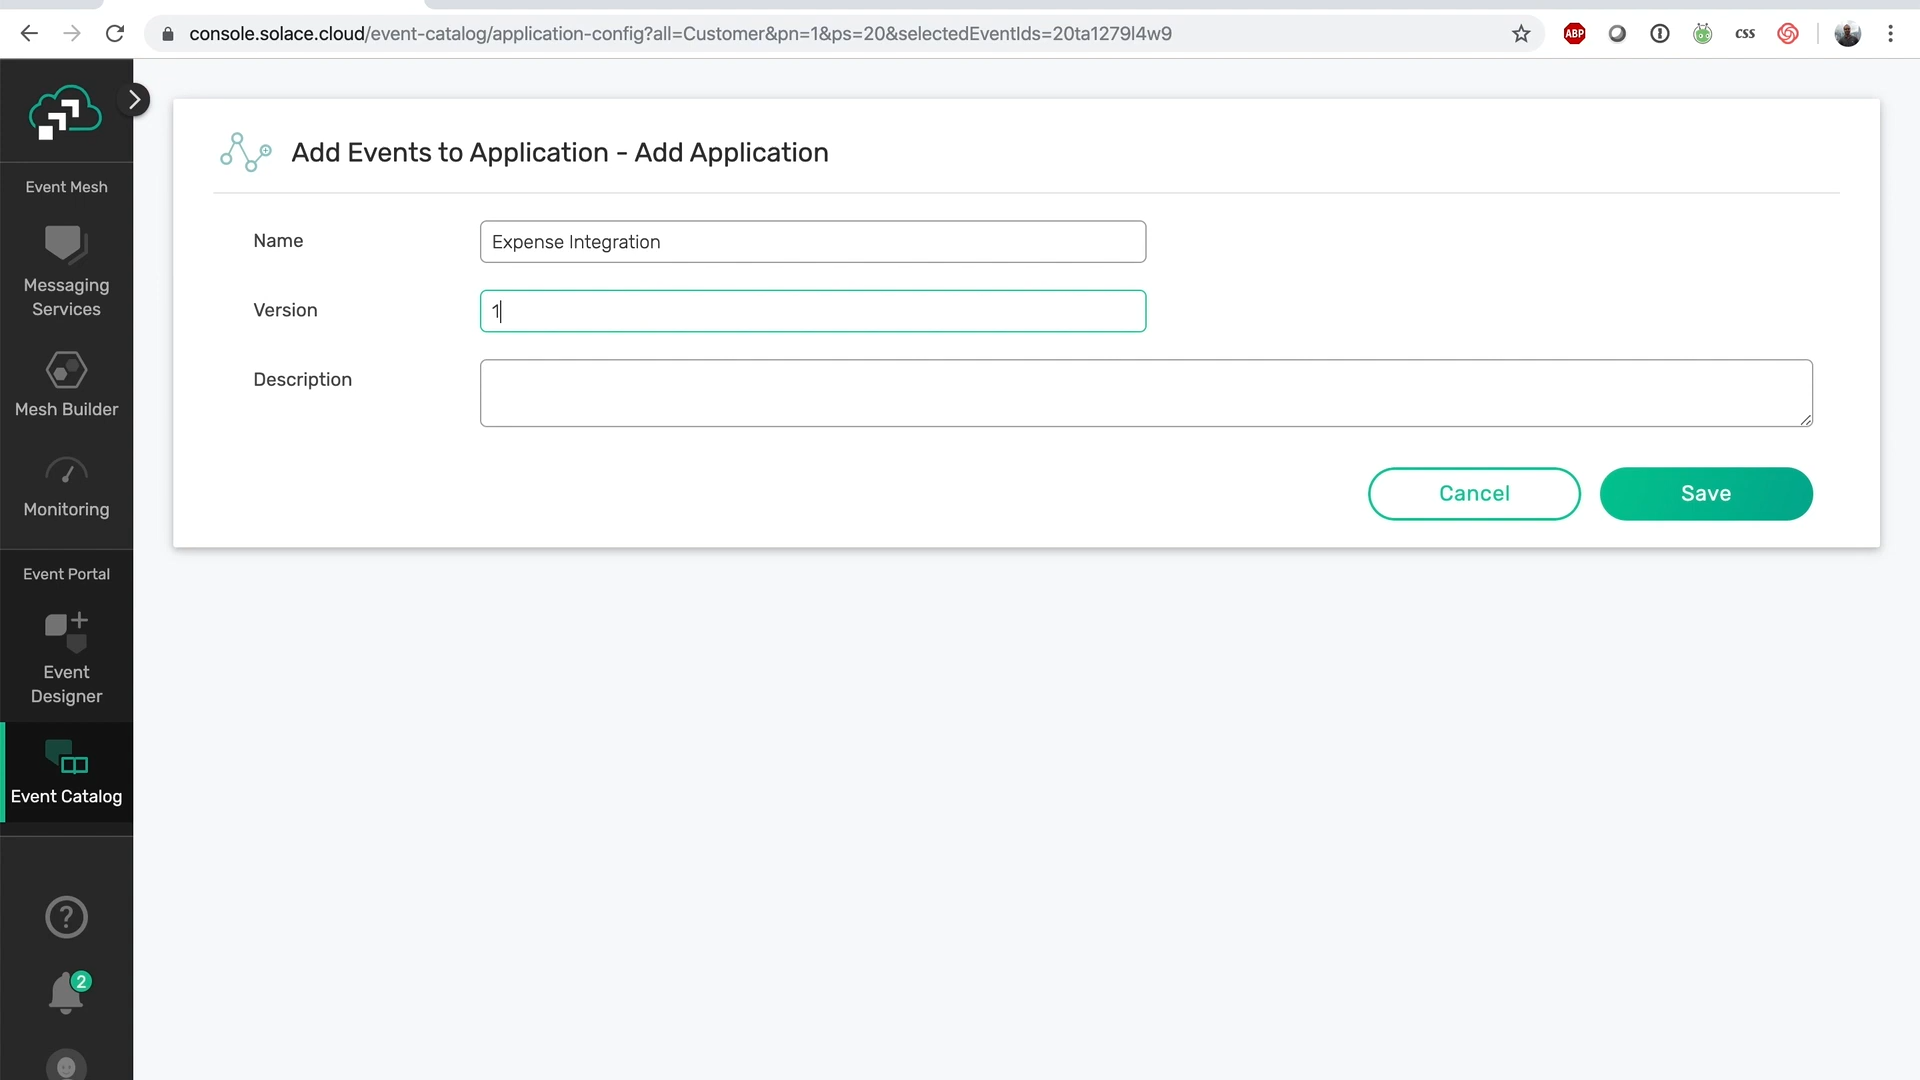 console.solace.cloud/event-catalog/application-config?all=Customer&pn=1&ps=20&selectedEventIds=20ta1279l4w9
ABP
CSS
Add Events to Application - Add Application
Event Mesh
Messaging
Services
Mesh Builder
Monitoring
Event Portal
Event
Designer
Event Catalog
?
2
Name
Expense Integration
Version
1
Description
Cancel
Save